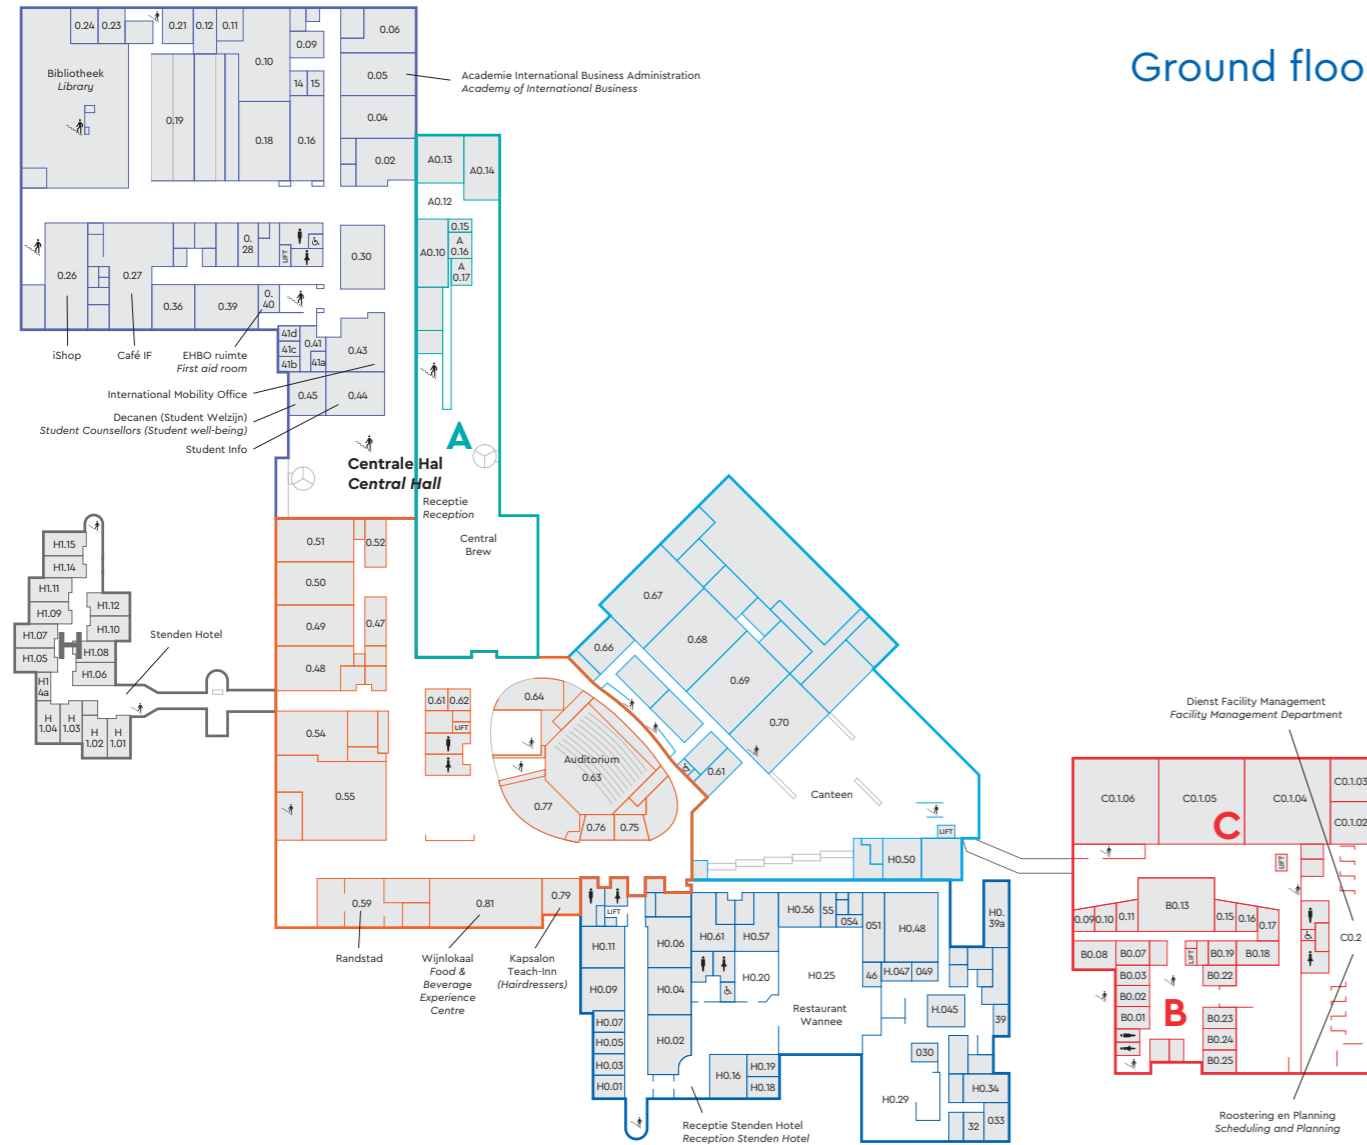 Ground floo
0.24
0.23
0.21
0.12
0.11
0.06
0.09
0.10
Bibliotheek
Library
0.05
Academie International Business Administration
Academy of International Business
14
15
0.19
0.04
0.18
0.16
0.02
A0.13
A0.14
A0.12
0.15
A
0.16
A0.10
A
0.17
0.
28
LIFT
0.30
0.26
0.27
0.36
0.39
0.
40
41d
41c
41b
0.41
41a
0.43
iShop
Café IF
EHBO ruimte
First aid room
International Mobility Office
0.45
0.44
Decanen (Student Welzijn)
Student Counsellors (Student well-being)
Student Info
A
Centrale Hal
Central Hall
Receptie
Reception
Central
Brew
0.51
0.52
0.50
0.49
0.47
0.48
H1.15
H1.14
H1.11
H1.09
H1.12
H1.10
H1.07
H1.05
H1.08
H1.06
H1
4a
H
1.04
H
1.03
H
1.02
H
1.01
Stenden Hotel
0.67
0.68
0.66
0.69
0.70
0.61
0.61
0.62
LIFT
0.64
0.54
0.55
Auditorium
0.63
0.77
0.76
0.75
Canteen
LIFT
H0.50
Dienst Facility Management
Facility Management Department
C0.1.06
C0.1.05
C0.1.04
C0.1.03
C0.1.02
C
LIFT
B0.13
0.09
0.10
0.11
0.15
0.16
0.17
B0.08
B0.07
LIFT
B0.19
B0.18
C0.2
B0.03
B0.22
B0.02
B0.01
B
B0.23
B0.24
B0.25
Roostering en Planning
Scheduling and Planning
0.59
0.81
0.79
Randstad
Wijnlokaal
Food &
Beverage
Experience
Centre
Kapsalon
Teach-Inn
(Hairdressers)
LIFT
H0.11
H0.06
H0.61
H0.57
H0.56
55
054
051
H0.48
H0.
39a
H0.09
H0.04
H0.20
H0.25
46
H.047
049
H0.07
H0.05
H0.02
Restaurant
Wannee
H.045
39
H0.03
H0.01
H0.16
H0.19
H0.18
030
H0.29
H0.34
32
033
Receptie Stenden Hotel
Reception Stenden Hotel